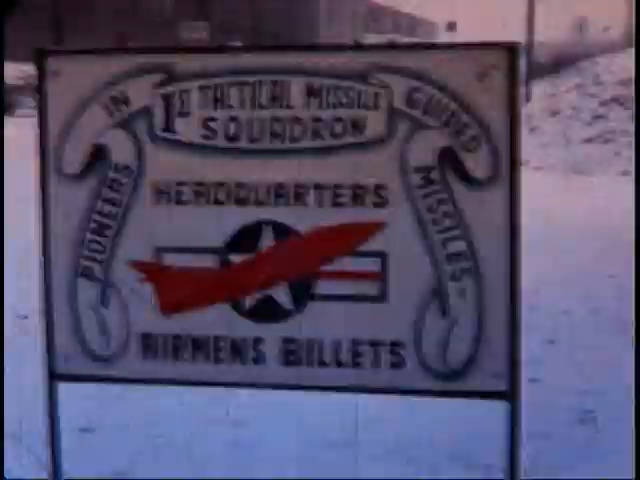 1ST TACTICAL MISSILE
SQUADRON
PIONEERS
IN
GUIDED
MISSILES
HEADQUARTERS
AIRMENS BILLETS